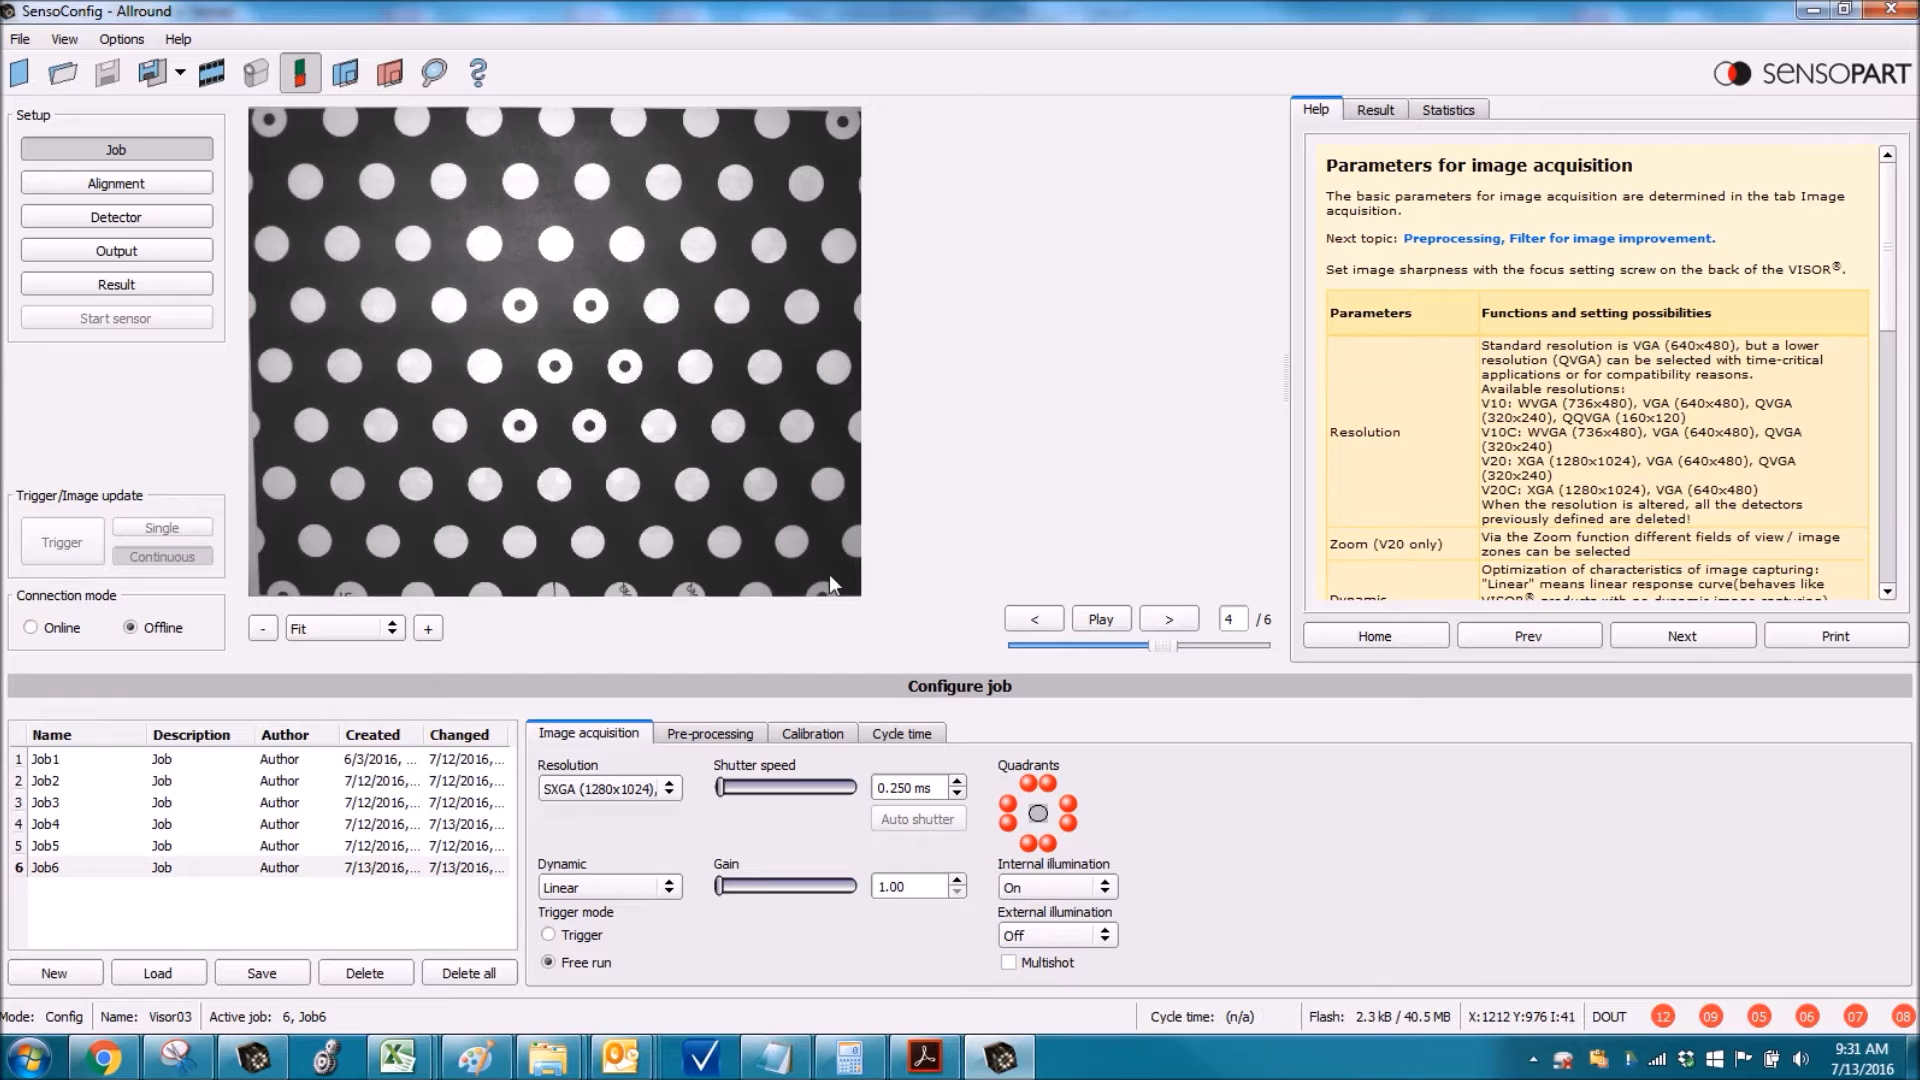 SensoConfig - Allround
File View Options Help
SENSOPART
Setup
Job
Alignment
Detector
Output
Result
Start sensor
Trigger/Image update
Trigger
Single
Continuous
Connection mode
Online Offline
- Fit +
< Play > 4 / 6
Help Result Statistics
Parameters for image acquisition
The basic parameters for image acquisition are determined in the tab Image
acquisition.
Next topic: Preprocessing, Filter for image improvement.
Set image sharpness with the focus setting screw on the back of the VISOR®.
Parameters Functions and setting possibilities
Resolution
Standard resolution is VGA (640x480), but a lower
resolution (QVGA) can be selected with time-critical
applications or for compatibility reasons.
Available resolutions:
V10: WVGA (736x480), VGA (640x480), QVGA
(320x240), QQVGA (160x120)
V10C: WVGA (736x480), VGA (640x480), QVGA
(320x240)
V20: XGA (1280x1024), VGA (640x480), QVGA
(320x240)
V20C: XGA (1280x1024), VGA (640x480)
When the resolution is altered, all the detectors
previously defined are deleted!
Zoom (V20 only)
Via the Zoom function different fields of view / image
zones can be selected
Optimization of characteristics of image capturing:
"Linear" means linear response curve(behaves like
Dynamic VISOR® products with no dynamic image capturing)
Home Prev Next Print
Configure job
Name Description Author Created Changed
1 Job1 Job Author 6/3/2016, ... 7/12/2016,...
2 Job2 Job Author 7/12/2016,... 7/12/2016,...
3 Job3 Job Author 7/12/2016,... 7/12/2016,...
4 Job4 Job Author 7/12/2016,... 7/13/2016,...
5 Job5 Job Author 7/12/2016,... 7/12/2016,...
6 Job6 Job Author 7/13/2016,... 7/13/2016,...
New Load Save Delete Delete all
Image acquisition Pre-processing Calibration Cycle time
Resolution
SXGA (1280x1024),
Shutter speed
0.250 ms
Auto shutter
Quadrants
Dynamic
Linear
Gain
1.00
Internal illumination
On
Trigger mode
Trigger
Free run
External illumination
Off
Multishot
Mode: Config Name: Visor03 Active job: 6, Job6 Cycle time: (n/a) Flash: 2.3 kB / 40.5 MB X:1212 Y:976 I:41 DOUT 12 09 05 06 07 08
9:31 AM
7/13/2016